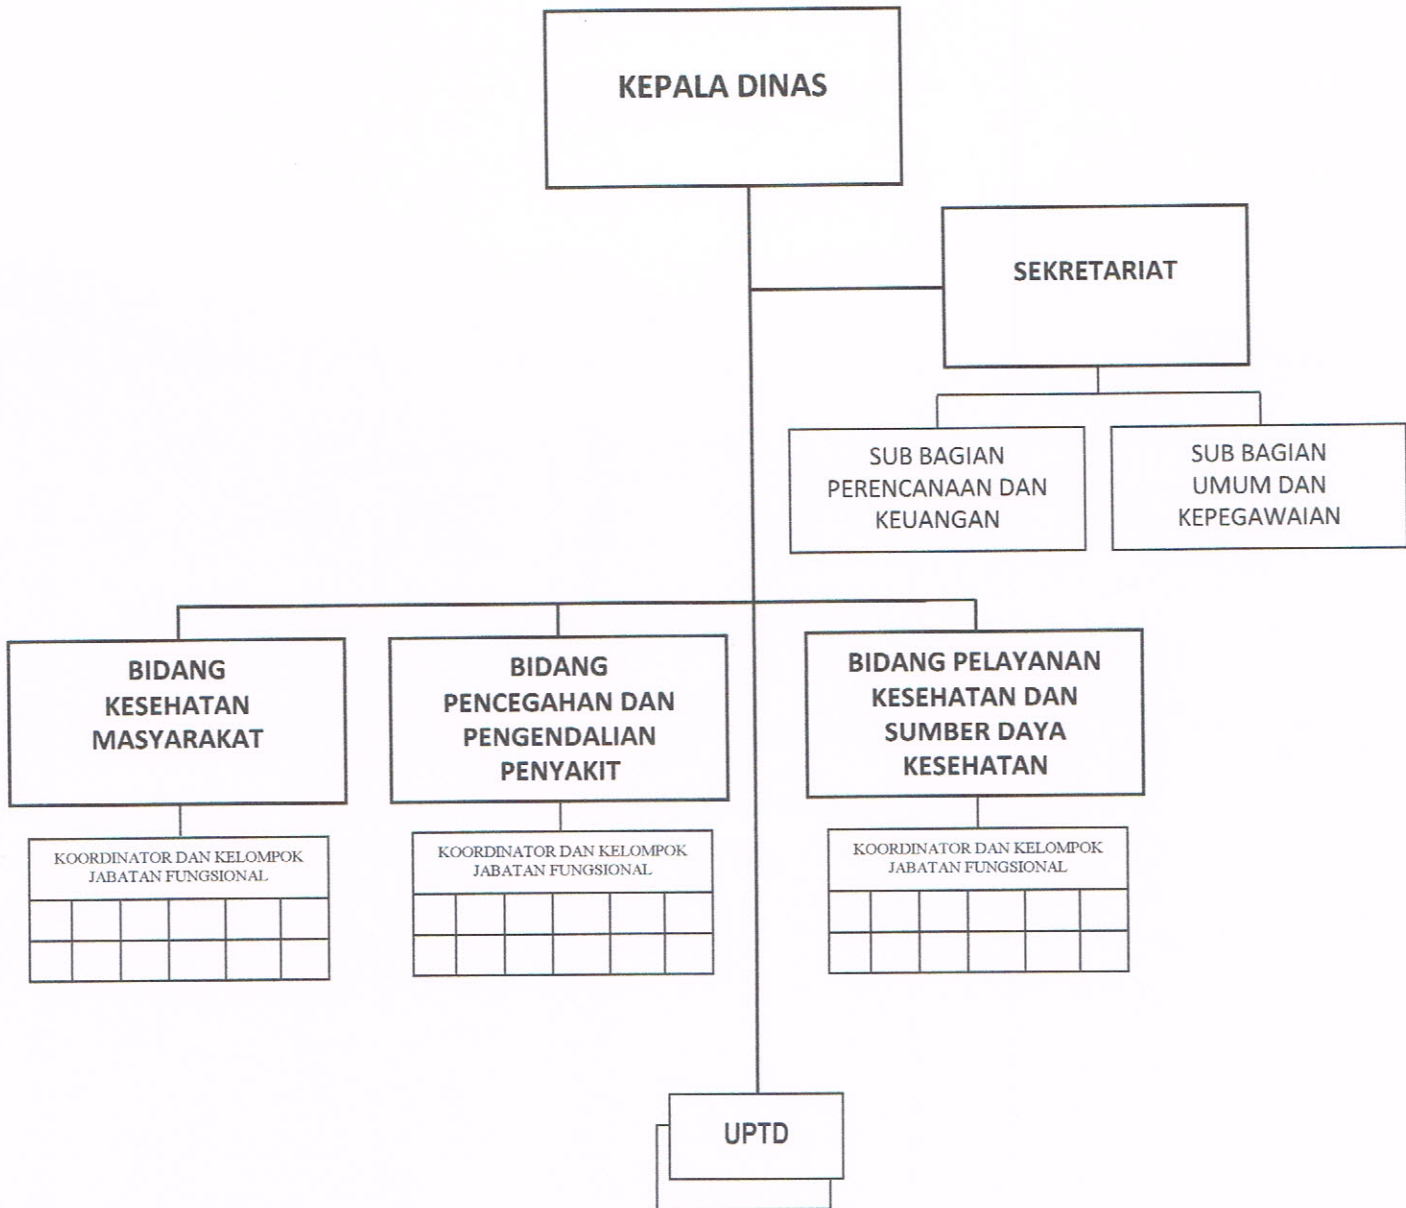 KEPALA DINAS
SEKRETARIAT
SUB BAGIAN
PERENCANAAN DAN
KEUANGAN
SUB BAGIAN
UMUM DAN
KEPEGAWAIAN
BIDANG
KESEHATAN
MASYARAKAT
BIDANG
PENCEGAHAN DAN
PENGENDALIAN
PENYAKIT
BIDANG PELAYANAN
KESEHATAN DAN
SUMBER DAYA
KESEHATAN
KOORDINATOR DAN KELOMPOK
JABATAN FUNGSIONAL
KOORDINATOR DAN KELOMPOK
JABATAN FUNGSIONAL
KOORDINATOR DAN KELOMPOK
JABATAN FUNGSIONAL
UPTD